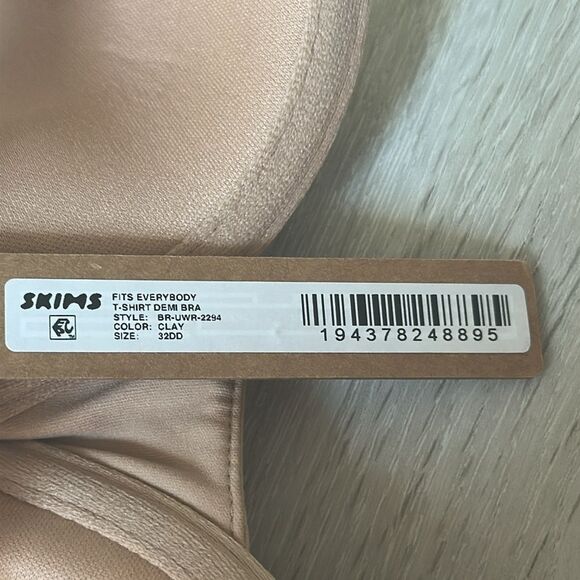 SKIMS
FITS EVERYBODY
T-SHIRT DEMI BRA
STYLE: BR-UWR-2294
COLOR: CLAY
SIZE: 32DD
194378248895